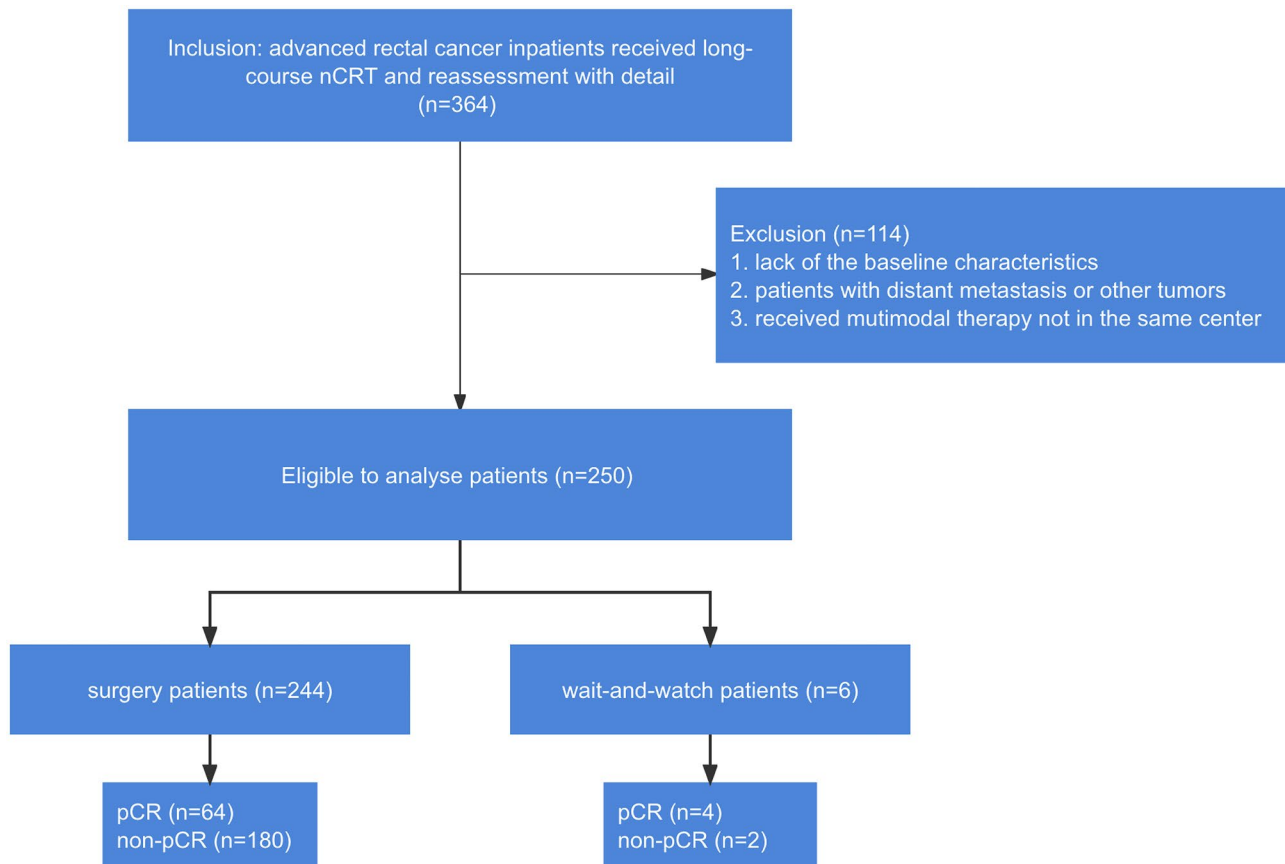 Inclusion: advanced rectal cancer inpatients received long-
course nCRT and reassessment with detail
(n=364)
Exclusion (n=114)
1. lack of the baseline characteristics
2. patients with distant metastasis or other tumors
3. received mutimodal therapy not in the same center
Eligible to analyse patients (n=250)
surgery patients (n=244)
wait-and-watch patients (n=6)
pCR (n=64)
non-pCR (n=180)
pCR (n=4)
non-pCR (n=2)